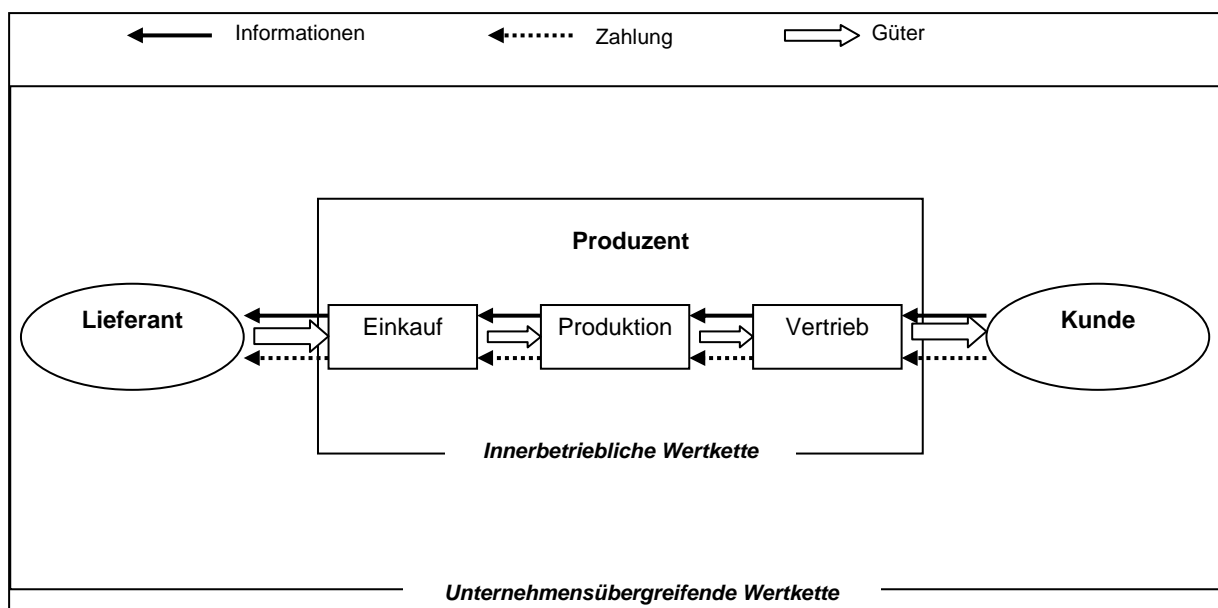 Informationen Zahlung Güter
Produzent
Lieferant Einkauf Produktion Vertrieb Kunde
Innerbetriebliche Wertkette
Unternehmensübergreifende Wertkette